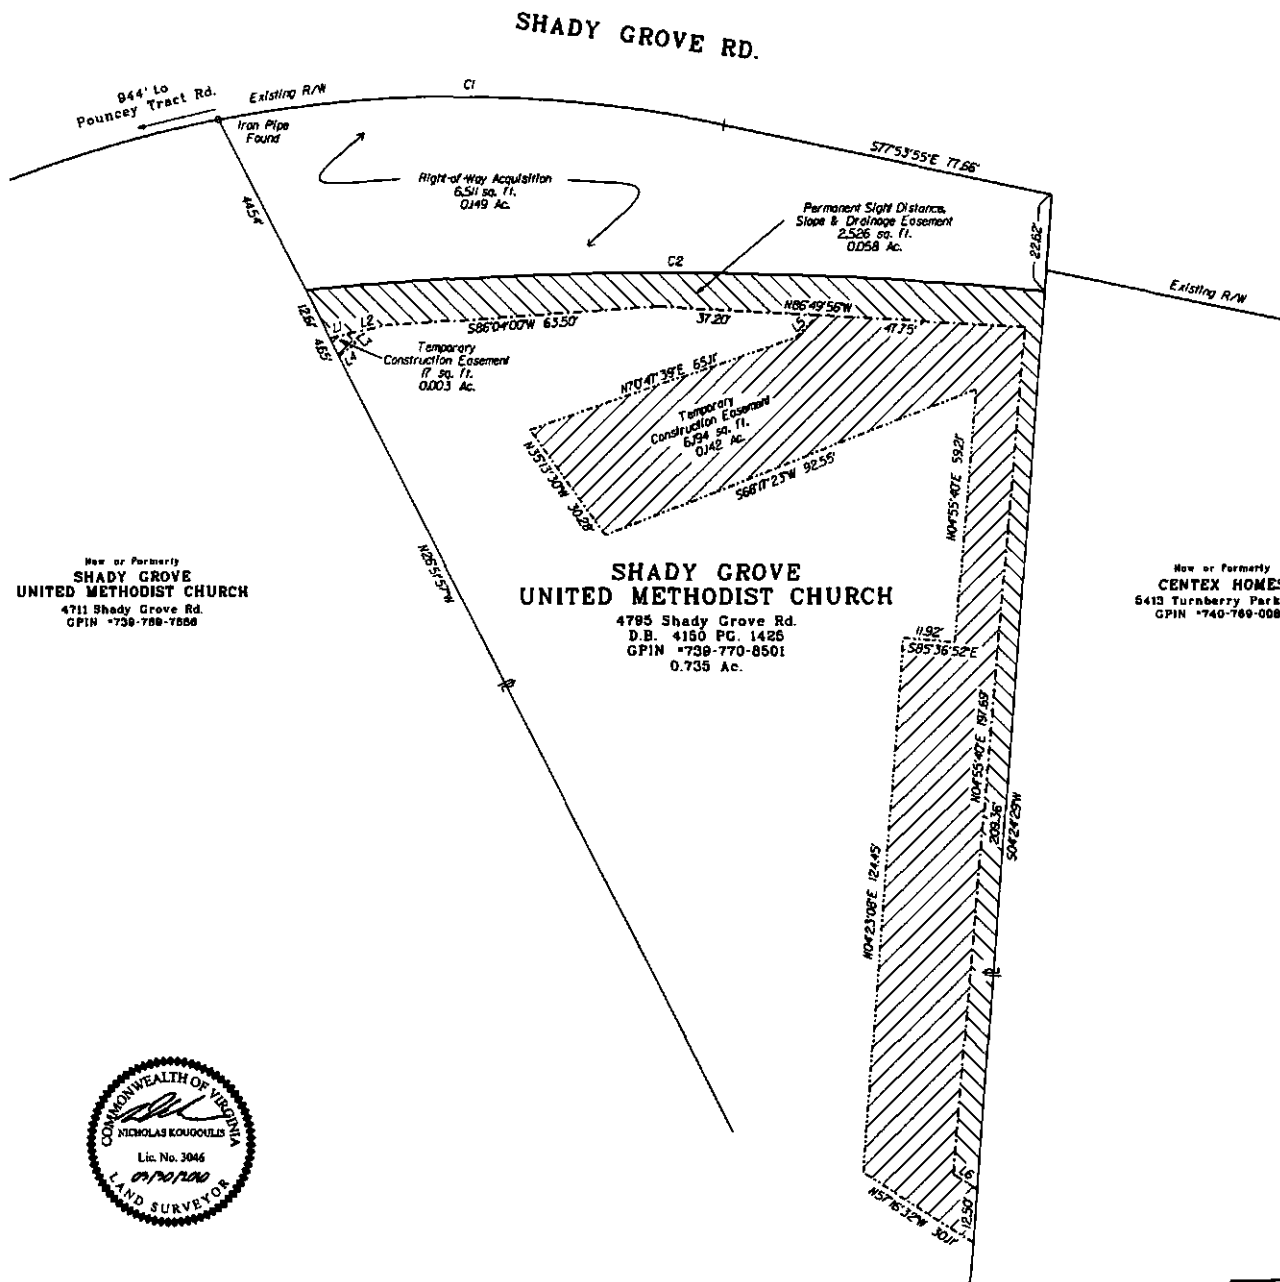 SHADY GROVE RD.
944' to
Pouncey Tract Rd.
Existing R/W
C1
Iron Pipe
Found
S77°53'55"E 77.66'
Right-of-Way Acquisition
6,511 sq. ft.
0.149 Ac.
44.54'
Permanent Sight Distance,
Slope & Drainage Easement
2,526 sq. ft.
0.058 Ac.
22.62'
C2
Existing R/W
12.61'
L1
L2
L3
L4
4.65'
S86°04'00"W 63.50'
37.20'
N86°49'56"W
L5
41.75'
Temporary
Construction Easement
17 sq. ft.
0.003 Ac.
N70°47'39"E 65.11'
Temporary
Construction Easement
6,194 sq. ft.
0.142 Ac.
N35°13'30"W 30.28'
S68°17'23"W 92.55'
N04°55'40"E 59.21'
N26°51'57"W
Now or Formerly
SHADY GROVE
UNITED METHODIST CHURCH
4711 Shady Grove Rd.
GPIN *739-769-7556
SHADY GROVE
UNITED METHODIST CHURCH
4795 Shady Grove Rd.
D.B. 4150 PG. 1425
GPIN *739-770-8501
0.735 Ac.
Now or Formerly
CENTEX HOMES
5413 Turnberry Park
GPIN *740-769-008
11.92'
S85°36'52"E
N04°55'40"E 197.69'
209.36'
S04°24'29"W
N04°23'08"E 124.45'
L6
12.50'
N57°16'32"W 30.11'
COMMONWEALTH OF VIRGINIA
NICHOLAS KOUGOULIS
Lic. No. 3046
LAND SURVEYOR